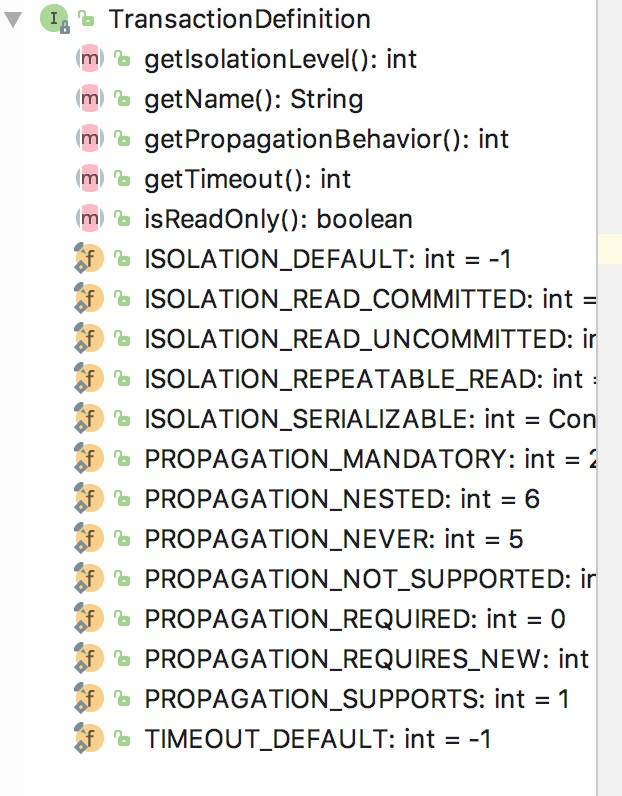 TransactionDefinition
getIsolationLevel(): int
getName(): String
getPropagationBehavior(): int
getTimeout(): int
isReadOnly(): boolean
ISOLATION_DEFAULT: int = -1
ISOLATION_READ_COMMITTED: int =
ISOLATION_READ_UNCOMMITTED: in
ISOLATION_REPEATABLE_READ: int =
ISOLATION_SERIALIZABLE: int = Con
PROPAGATION_MANDATORY: int = 2
PROPAGATION_NESTED: int = 6
PROPAGATION_NEVER: int = 5
PROPAGATION_NOT_SUPPORTED: in
PROPAGATION_REQUIRED: int = 0
PROPAGATION_REQUIRES_NEW: int
PROPAGATION_SUPPORTS: int = 1
TIMEOUT_DEFAULT: int = -1